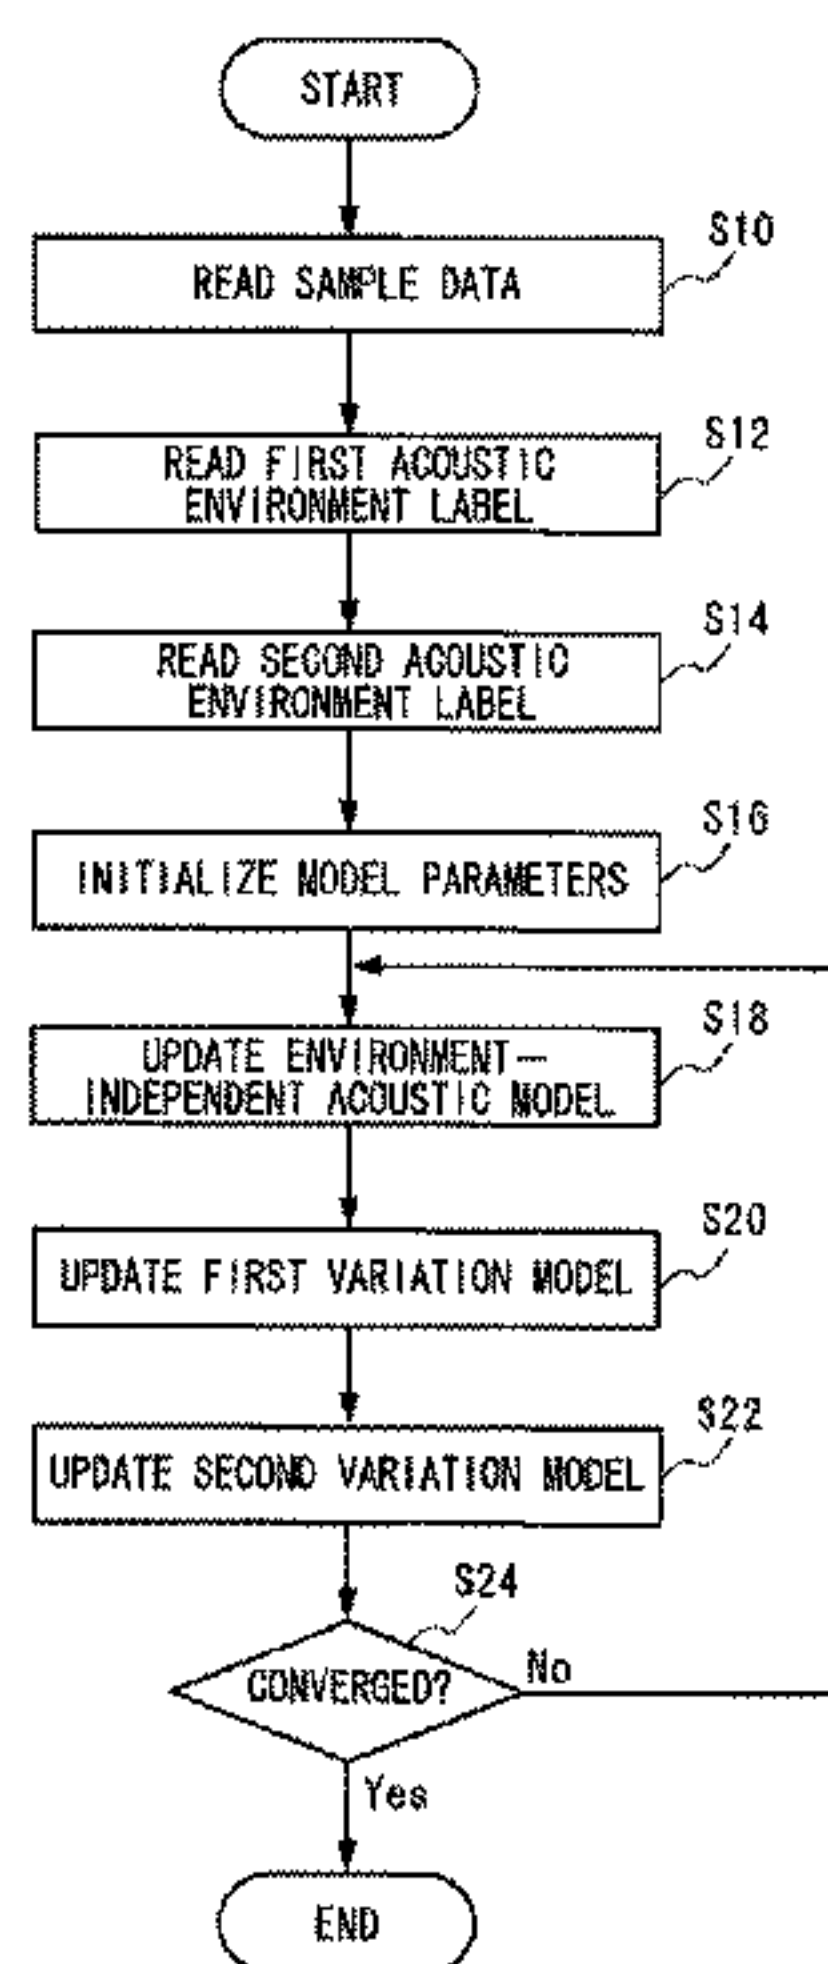 START
S10
READ SAMPLE DATA
S12
READ FIRST ACOUSTIC
ENVIRONMENT LABEL
S14
READ SECOND ACOUSTIC
ENVIRONMENT LABEL
S16
INITIALIZE MODEL PARAMETERS
S18
UPDATE ENVIRONMENT—
INDEPENDENT ACOUSTIC MODEL
S20
UPDATE FIRST VARIATION MODEL
S22
UPDATE SECOND VARIATION MODEL
S24
CONVERGED?
No
Yes
END